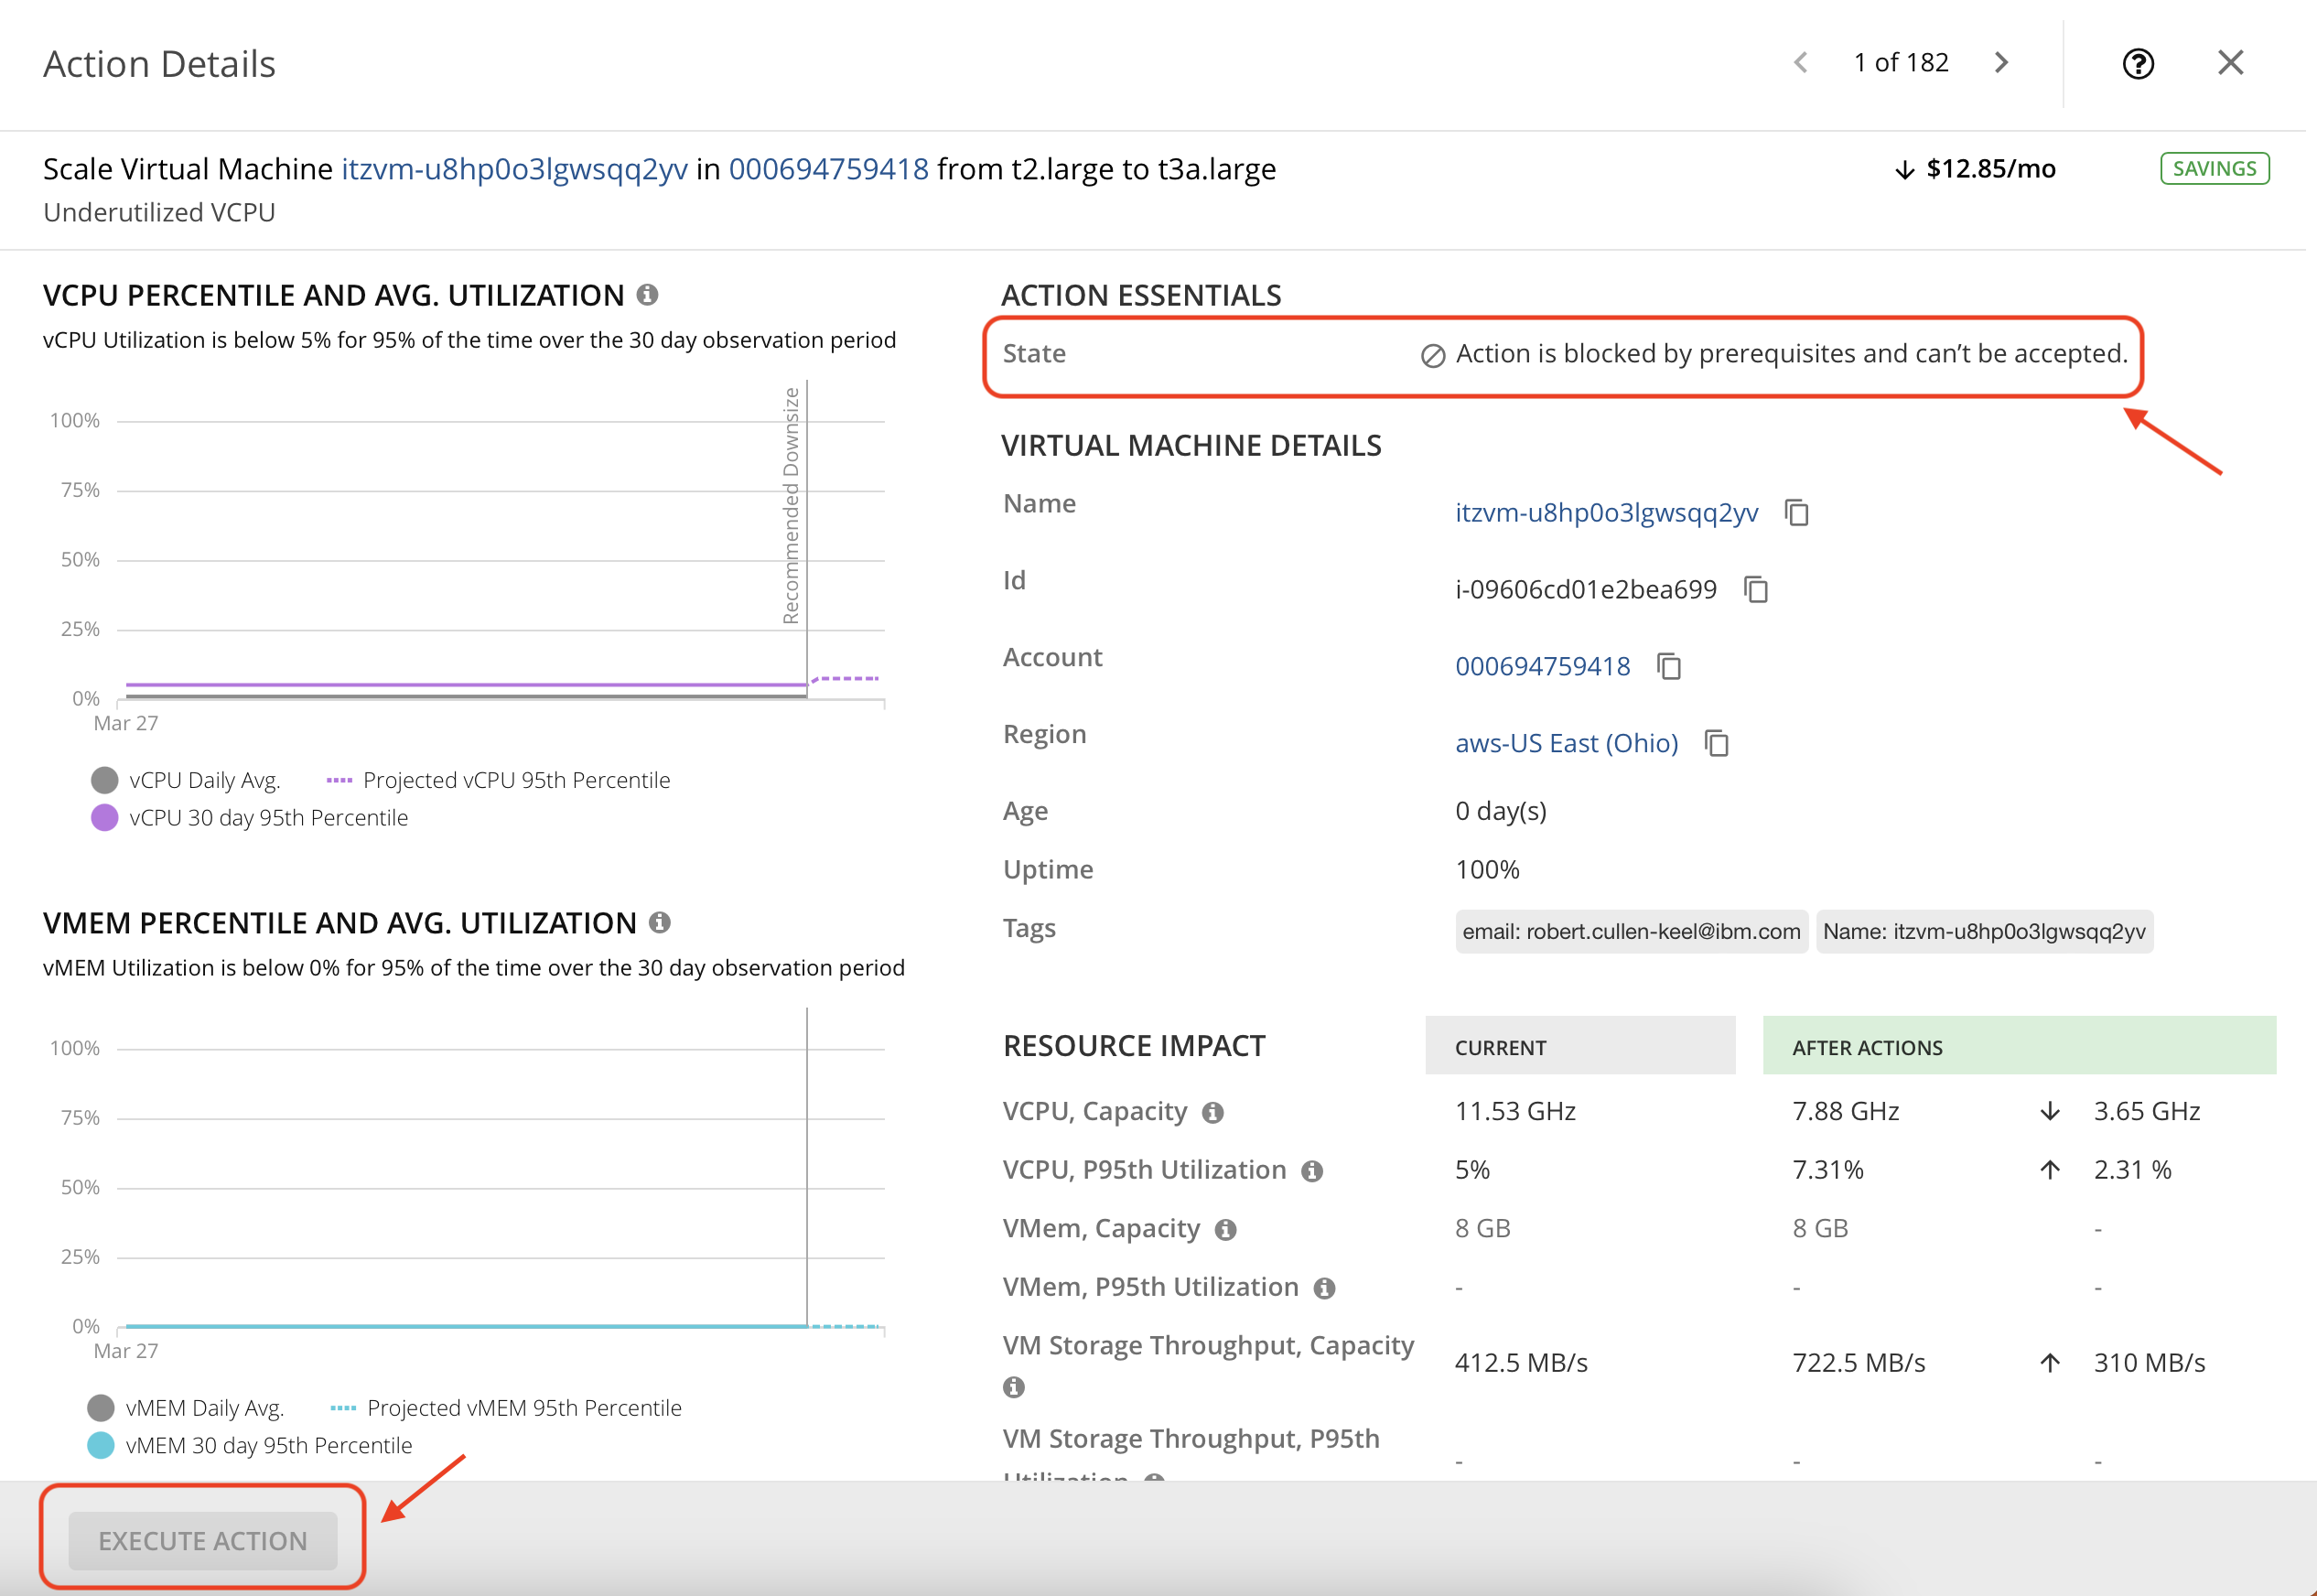 Action Details
1 of 182
Scale Virtual Machine itzvm-u8hp0o3lgwsqq2yv in 000694759418 from t2.large to t3a.large
$12.85/mo
SAVINGS
Underutilized VCPU
VCPU PERCENTILE AND AVG. UTILIZATION
vCPU Utilization is below 5% for 95% of the time over the 30 day observation period
100%
75%
50%
25%
0%
Recommended Downsize
Mar 27
vCPU Daily Avg.
Projected vCPU 95th Percentile
vCPU 30 day 95th Percentile
VMEM PERCENTILE AND AVG. UTILIZATION
vMEM Utilization is below 0% for 95% of the time over the 30 day observation period
100%
75%
50%
25%
0%
Mar 27
vMEM Daily Avg.
Projected vMEM 95th Percentile
vMEM 30 day 95th Percentile
ACTION ESSENTIALS
State Action is blocked by prerequisites and can't be accepted.
VIRTUAL MACHINE DETAILS
Name itzvm-u8hp0o3lgwsqq2yv
Id i-09606cd01e2bea699
Account 000694759418
Region aws-US East (Ohio)
Age 0 day(s)
Uptime 100%
Tags email: robert.cullen-keel@ibm.com Name: itzvm-u8hp0o3lgwsqq2yv
RESOURCE IMPACT CURRENT AFTER ACTIONS
VCPU, Capacity 11.53 GHz 7.88 GHz 3.65 GHz
VCPU, P95th Utilization 5% 7.31% 2.31 %
VMem, Capacity 8 GB 8 GB -
VMem, P95th Utilization - - -
VM Storage Throughput, Capacity 412.5 MB/s 722.5 MB/s 310 MB/s
VM Storage Throughput, P95th
Utilization - - -
EXECUTE ACTION